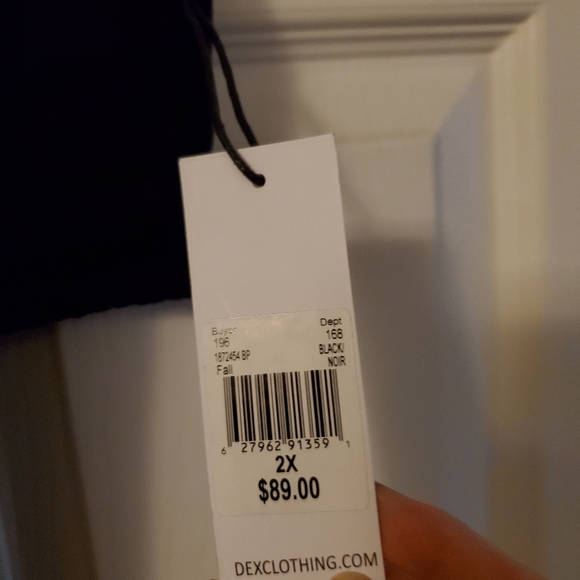 Buyer Dept
196 168
1872454 BP BLACK/
Fall NOIR
6 27962 91359 1
2X
$89.00
DEXCLOTHING.COM